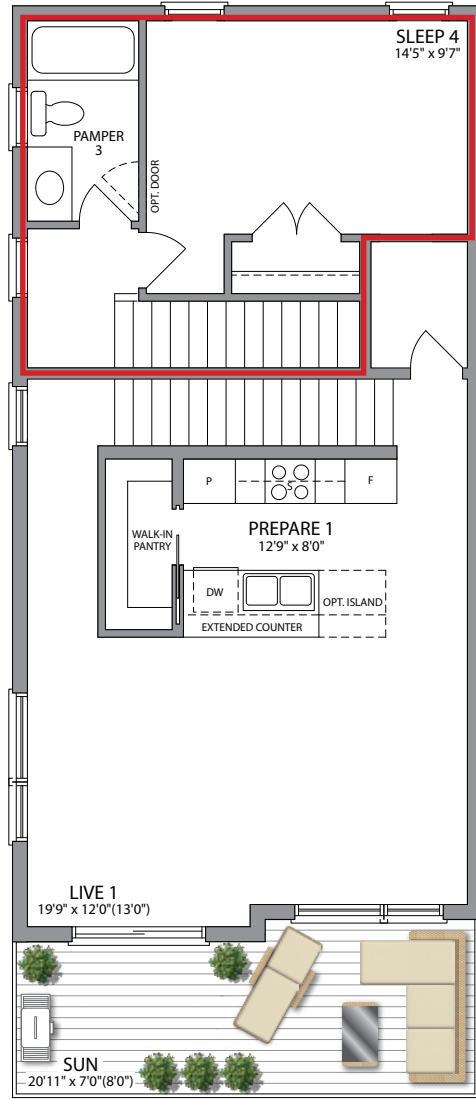 SLEEP 4
14'5" x 9'7"
PAMPER
3
OPT. DOOR
P
S
F
WALK-IN
PANTRY
PREPARE 1
12'9" x 8'0"
DW
OPT. ISLAND
EXTENDED COUNTER
LIVE 1
19'9" x 12'0"(13'0")
SUN
20'11" x 7'0"(8'0")